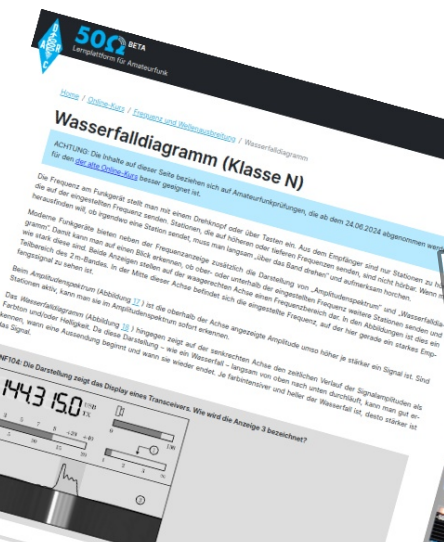 50Ω BETA
Lernplattform für Amateurfunk
D A R C
Home / Online-Kurs / Frequenz und Wellenausbreitung / Wasserfalldiagramm
Wasserfalldiagramm (Klasse N)
ACHTUNG: Die Inhalte auf dieser Seite beziehen sich auf Amateurfunkprüfungen, die ab dem 24.06.2024 abgenommen werd
für den der alte Online-Kurs besser geeignet ist.
Die Frequenz am Funkgerät stellt man mit einem Drehknopf oder über Tasten ein. Aus dem Empfänger sind nur Stationen zu hö
die auf der eingestellten Frequenz senden. Stationen, die auf höheren oder tieferen Frequenzen senden, sind nicht hörbar. Wenn m
herausfinden will, ob irgendwo eine Station sendet, muss man langsam „über das Band drehen" und aufmerksam horchen.
Moderne Funkgeräte bieten neben der Frequenzanzeige zusätzlich die Darstellung von „Amplitudenspektrum" und „Wasserfalldia-
gramm". Damit kann man auf einen Blick erkennen, ob ober- oder unterhalb der eingestellten Frequenz weitere Stationen senden und
wie stark diese sind. Beide Anzeigen stellen auf der waagerechten Achse einen Frequenzbereich dar. In den Abbildungen ist dies ein
Teilbereich des 2 m-Bandes. In der Mitte dieser Achse befindet sich die eingestellte Frequenz, auf der hier gerade ein starkes Emp-
fangssignal zu sehen ist.
Beim Amplitudenspektrum (Abbildung 17) ist die oberhalb der Achse angezeigte Amplitude umso höher je stärker ein Signal ist. Sind
Stationen aktiv, kann man sie im Amplitudenspektrum sofort erkennen.
Das Wasserfalldiagramm (Abbildung 18) hingegen zeigt auf der senkrechten Achse den zeitlichen Verlauf der Signalamplituden als
Farbton und/oder Helligkeit. Da diese Darstellung – wie ein Wasserfall – langsam von oben nach unten durchläuft, kann man gut er-
kennen, wann eine Aussendung beginnt und wann sie wieder endet. Je farbintensiver und heller der Wasserfall ist, desto stärker ist
das Signal.
NF104: Die Darstellung zeigt das Display eines Transceivers. Wie wird die Anzeige 3 bezeichnet?
144.3 15.0